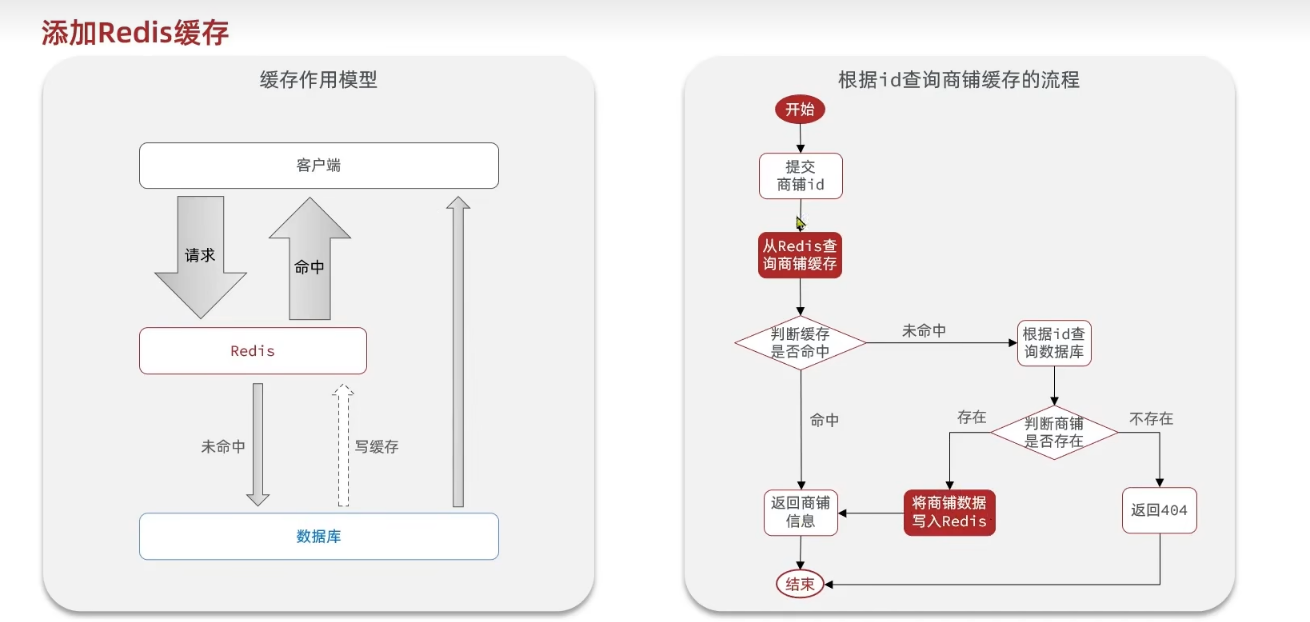 添加Redis缓存
缓存作用模型
客户端
请求
命中
Redis
未命中
写缓存
数据库
根据id查询商铺缓存的流程
开始
提交
商铺id
从Redis查
询商铺缓存
判断缓存
是否命中
未命中
根据id查
询数据库
命中
存在
判断商铺
是否存在
不存在
返回商铺
信息
将商铺数据
写入Redis
返回404
结束